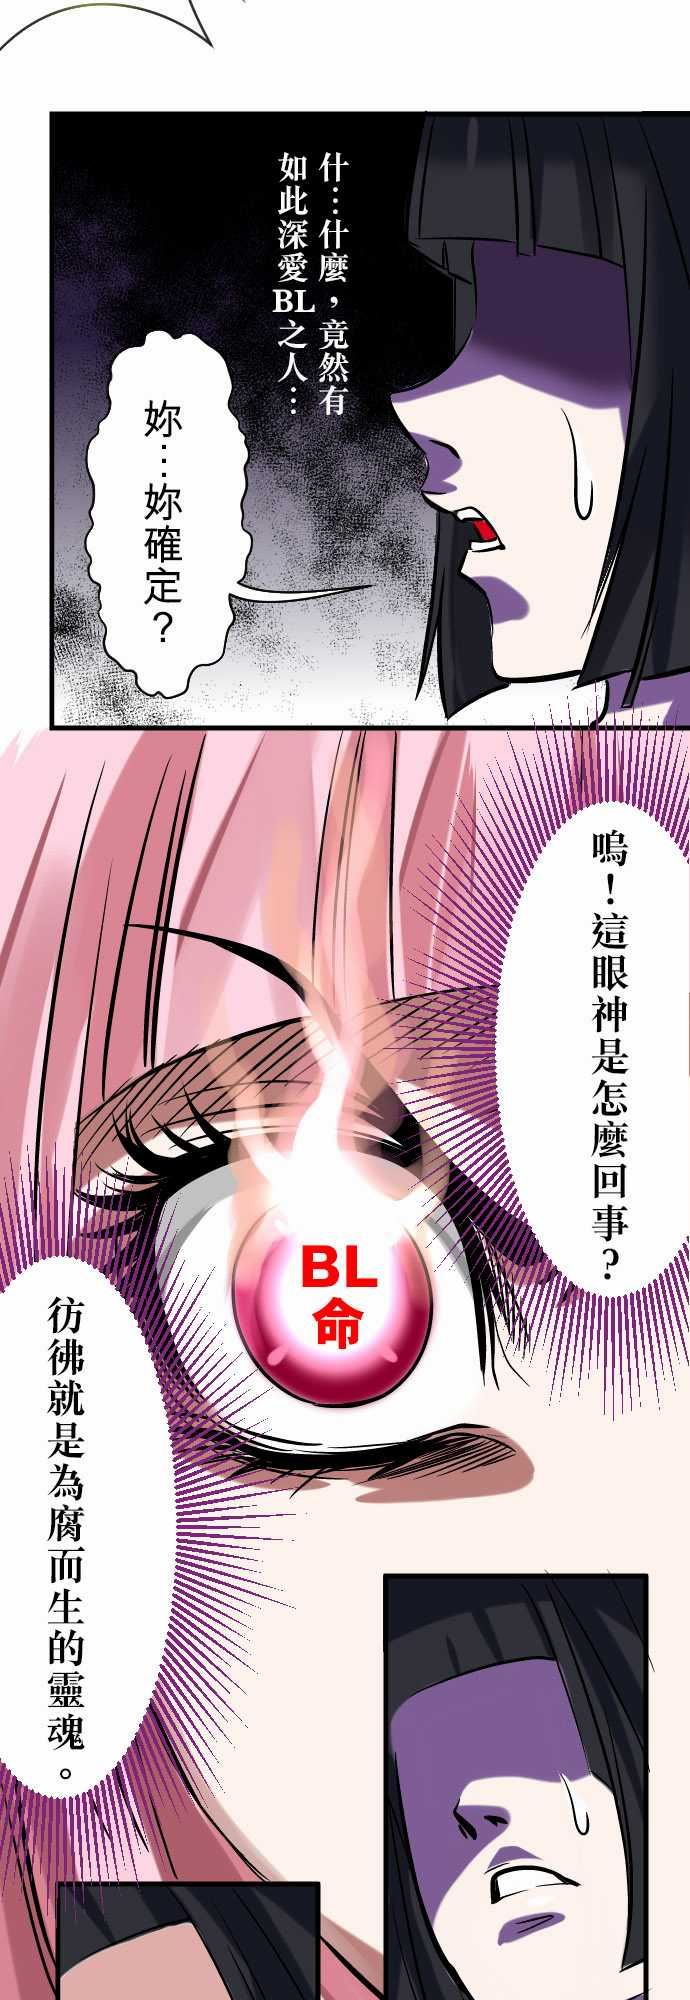 什…什麼，竟然有
如此深愛BL之人…
妳…妳確定？
嗚！這眼神是怎麼回事？
BL
命
彷彿就是為腐而生的靈魂。